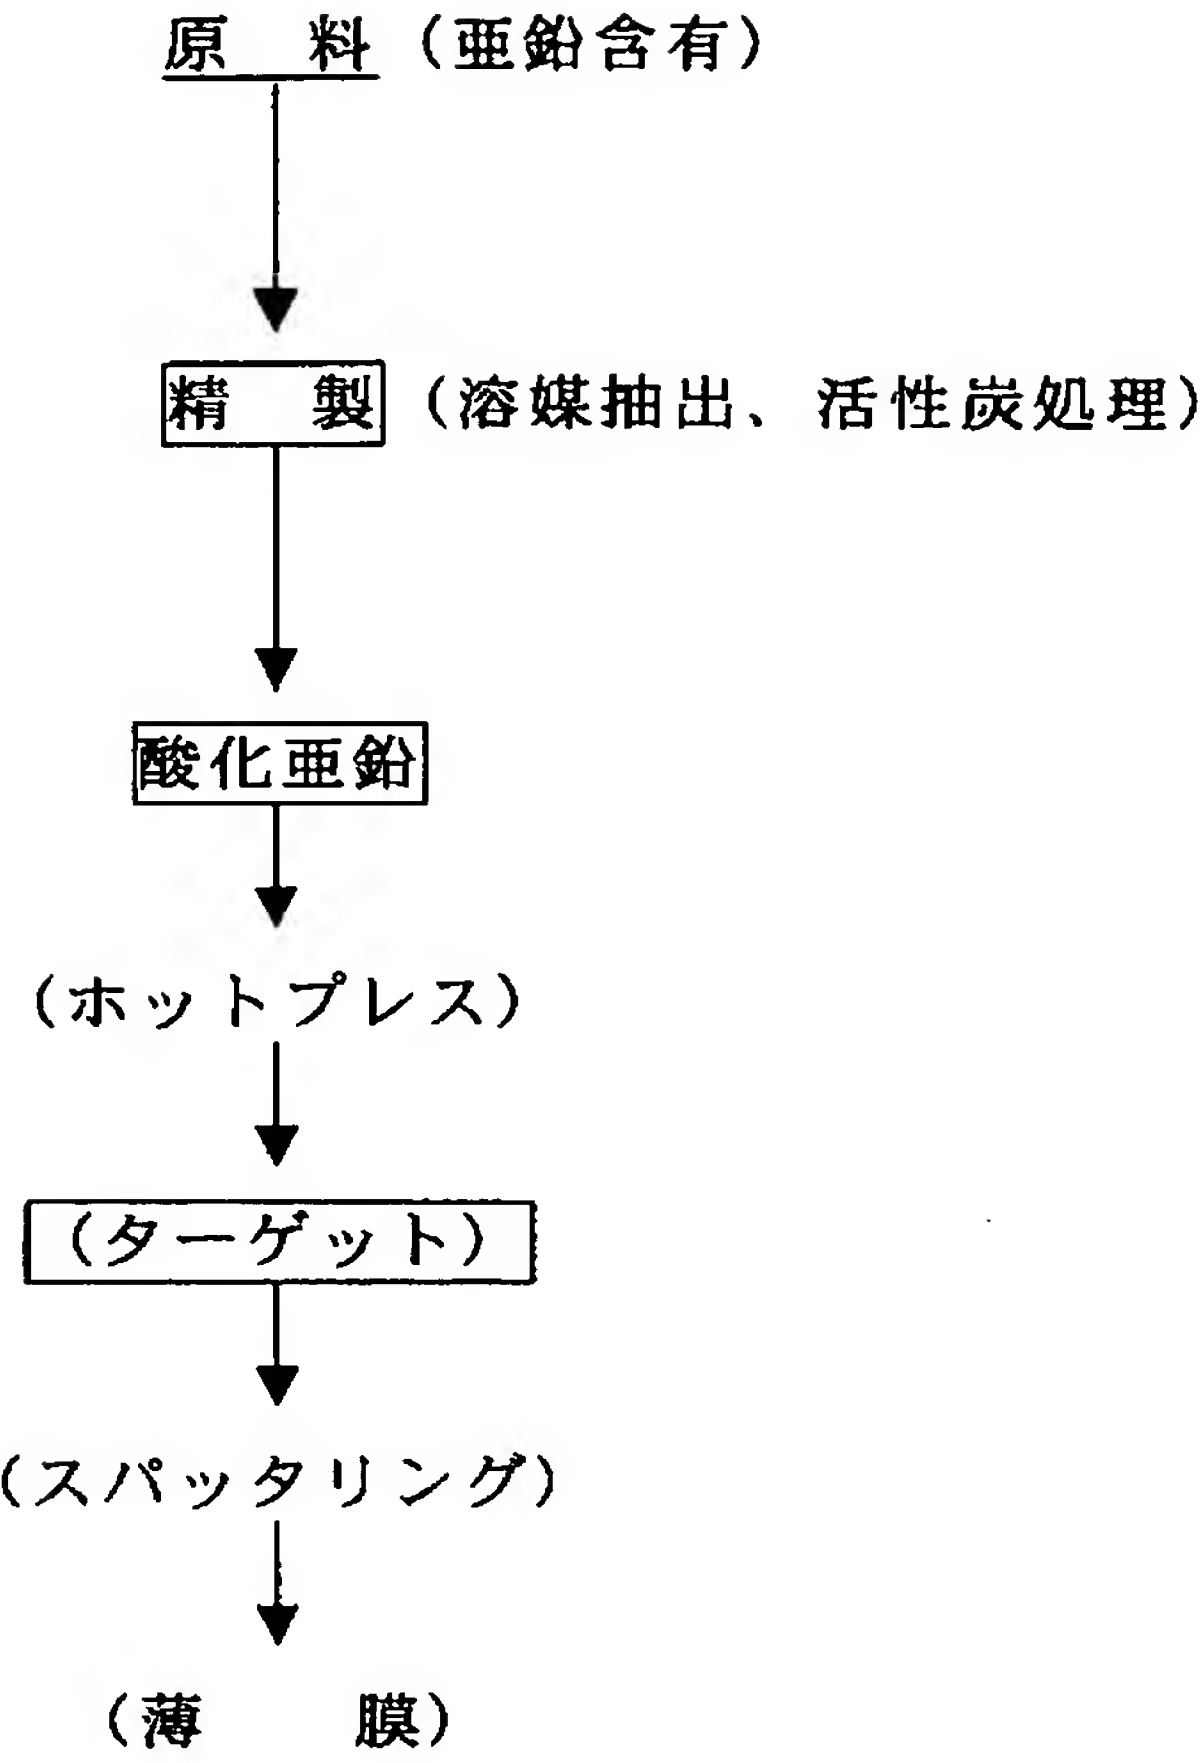 原 料(亜鉛含有)
精 製(溶媒抽出、活性炭処理)
酸化亜鉛
(ホットプレス)
(ターゲット)
(スパッタリング)
(薄 膜)